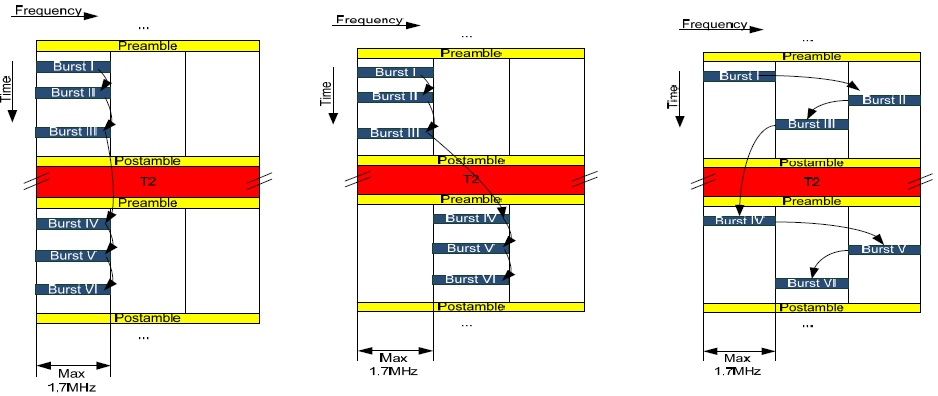 Frequency
...
Preamble
Burst I
Burst II
Burst III
Time
Postamble
T2
Preamble
Burst IV
Burst V
Burst VI
Postamble
...
Max
1,7MHz
Frequency
...
Preamble
Burst I
Burst II
Burst III
Time
Postamble
T2
Preamble
Burst IV
Burst V
Burst VI
Postamble
...
Max
1,7MHz
Frequency
...
Preamble
Burst I
Burst II
Burst III
Time
Postamble
T2
Preamble
Burst IV
Burst V
Burst VII
Postamble
...
Max
1,7MHz